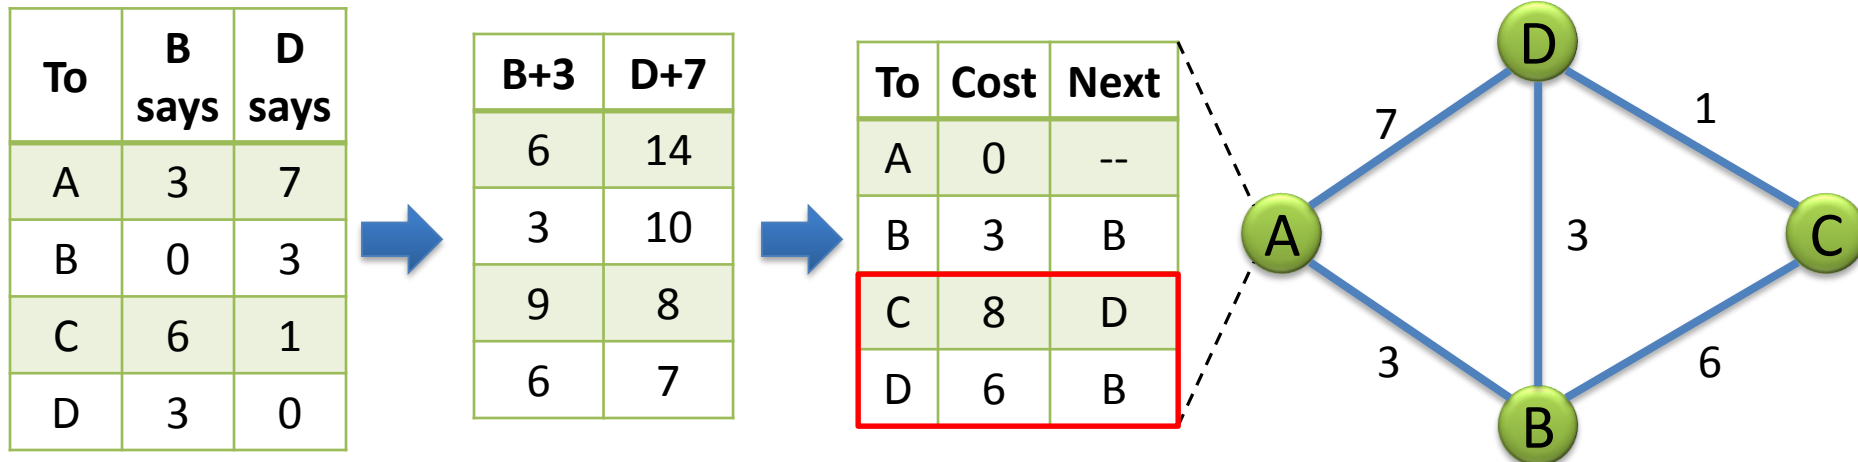 To B says D says
A 3 7
B 0 3
C 6 1
D 3 0
B+3 D+7
6 14
3 10
9 8
6 7
To Cost Next
A 0 --
B 3 B
C 8 D
D 6 B
D
7
1
A
3
C
3
6
B